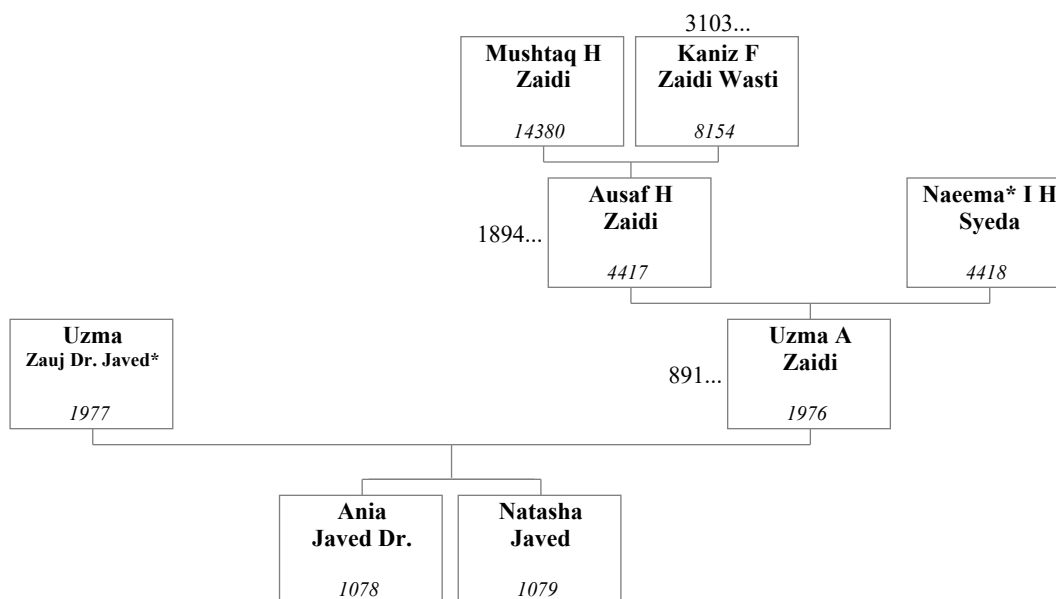 3103...
Mushtaq H
Zaidi
14380
Kaniz F
Zaidi Wasti
8154
1894...
Ausaf H
Zaidi
4417
Naeema* I H
Syeda
4418
Uzma
Zauj Dr. Javed*
1977
891...
Uzma A
Zaidi
1976
Ania
Javed Dr.
1078
Natasha
Javed
1079